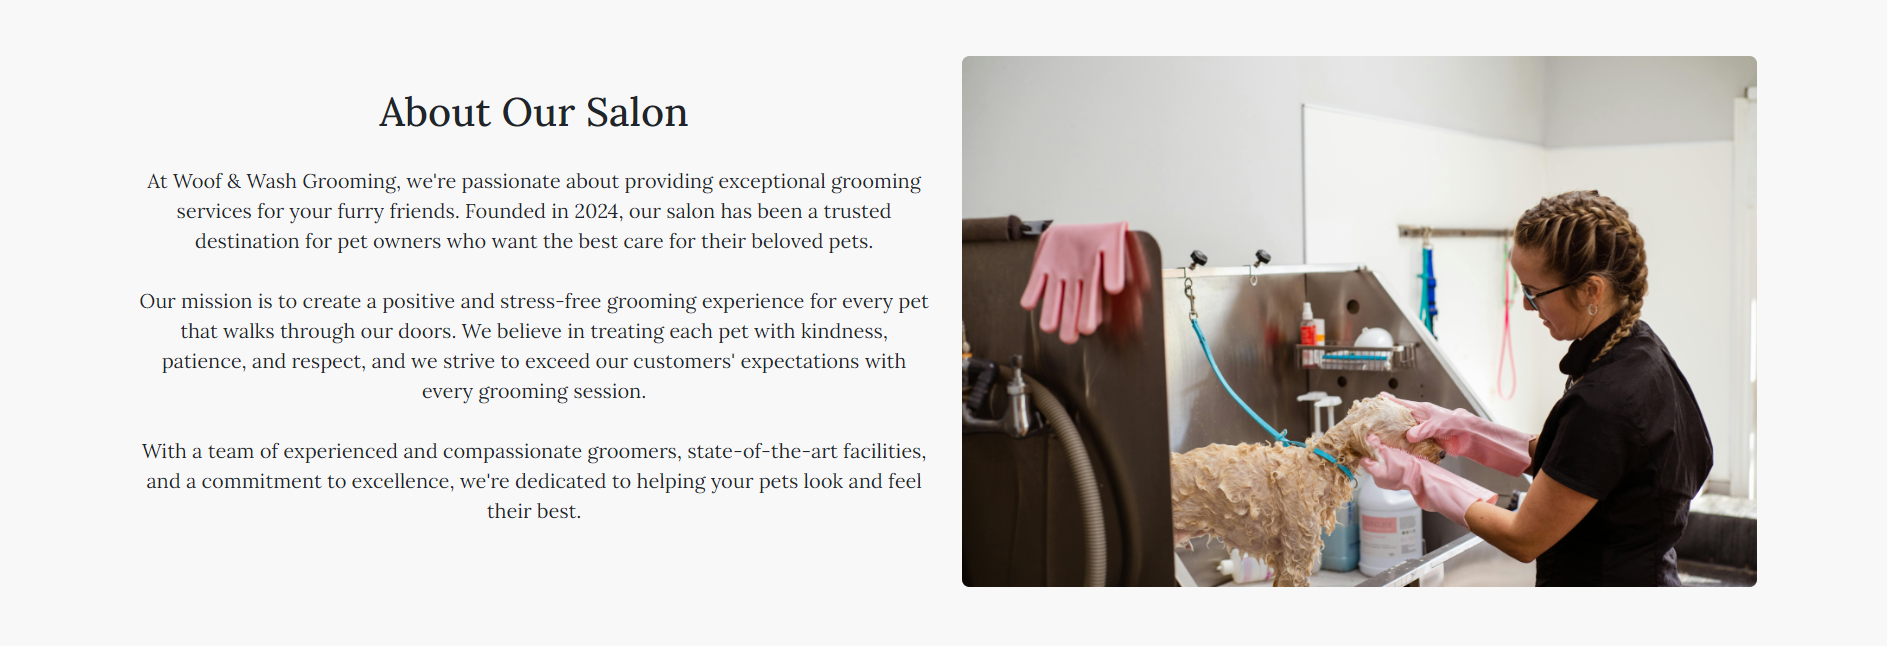 About Our Salon
At Woof & Wash Grooming, we're passionate about providing exceptional grooming
services for your furry friends. Founded in 2024, our salon has been a trusted
destination for pet owners who want the best care for their beloved pets.
Our mission is to create a positive and stress-free grooming experience for every pet
that walks through our doors. We believe in treating each pet with kindness,
patience, and respect, and we strive to exceed our customers' expectations with
every grooming session.
With a team of experienced and compassionate groomers, state-of-the-art facilities,
and a commitment to excellence, we're dedicated to helping your pets look and feel
their best.